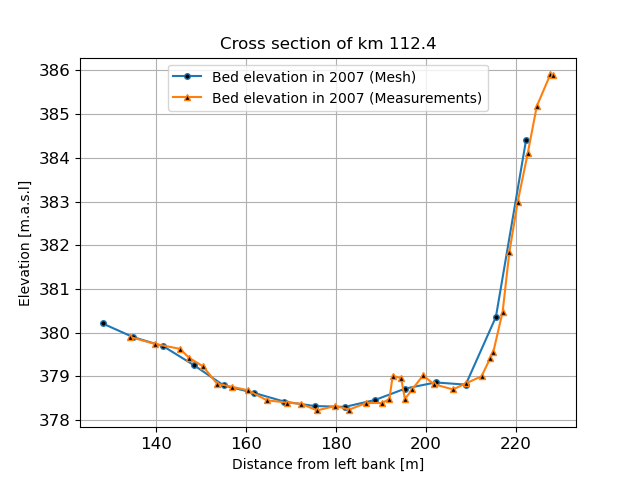 Cross section of km 112.4
Bed elevation in 2007 (Mesh)
Bed elevation in 2007 (Measurements)
Elevation [m.a.s.l]
386
385
384
383
382
381
380
379
378
140 160 180 200 220
Distance from left bank [m]